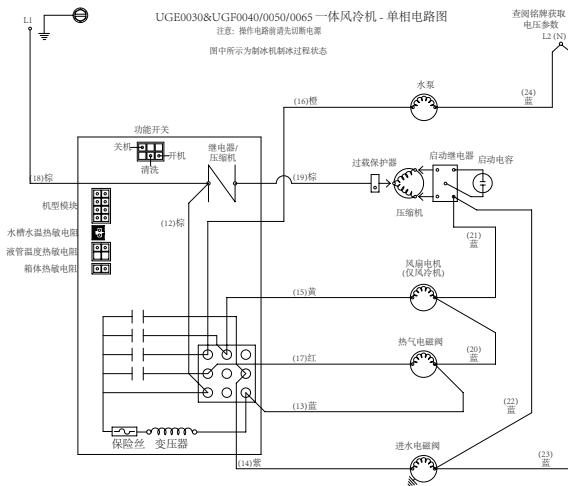 UGE0030&UGF0040/0050/0065 一体风冷机 - 单相电路图
注意：操作电路前请先切断电源
图中所示为制冰机制冰过程状态
查阅铭牌获取
电压参数
L2 (N)
L1
水泵
(16)橙
(24)
蓝
功能开关
关机
开机
清洗
继电器/
压缩机
过载保护器
启动继电器
启动电容
(18)棕
(19)棕
压缩机
机型模块
(12)棕
水槽水温热敏电阻
液管温度热敏电阻
箱体热敏电阻
(21)
蓝
风扇电机
(仅风冷机)
(15)黄
热气电磁阀
(20)
蓝
(17)红
(13)蓝
(22)
蓝
保险丝
变压器
进水电磁阀
(14)紫
(23)
蓝